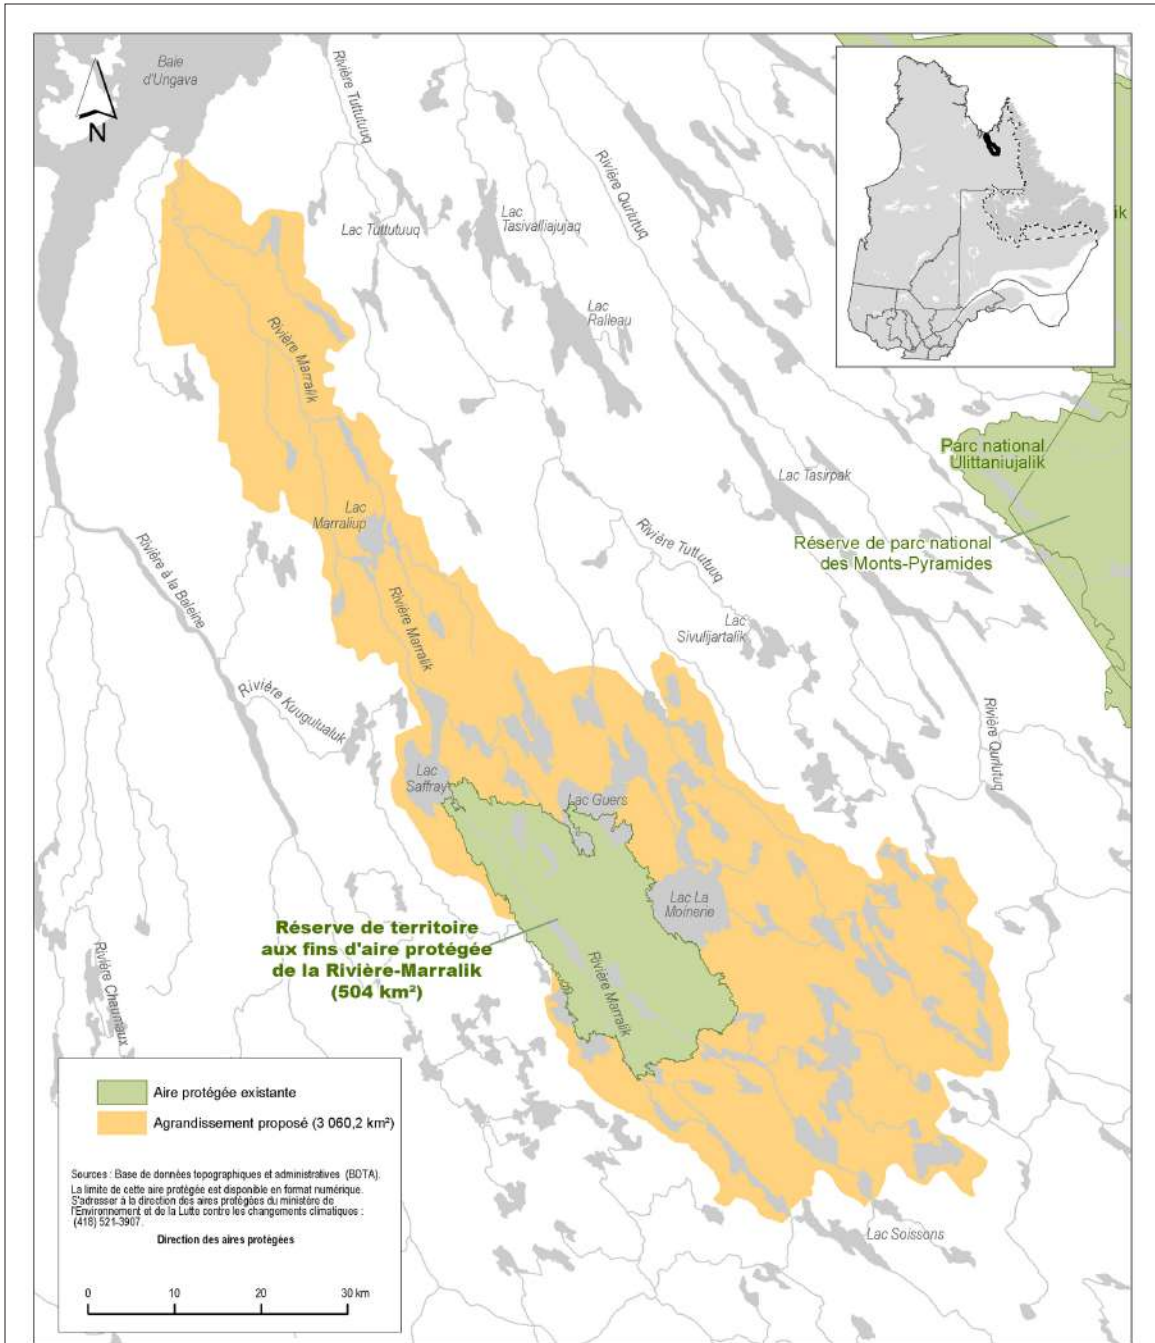 Baie
d'Ungava
N
Rivière Tuttutuuq
Rivière Qurlutuq
Lac
Tasivalliajujaq
Lac Tuttutuuq
Lac
Ralleau
Rivière Marralik
Parc national
Ulittaniujalik
Lac Tasirpak
Lac
Marraliup
Réserve de parc national
des Monts-Pyramides
Rivière Tuttutuuq
Rivière à la Baleine
Rivière Marralik
Lac
Sivulijartalik
Rivière Kuugulualuk
Rivière Qurlutuq
Lac
Saffray
Lac Guers
Lac La
Moinerie
Réserve de territoire
aux fins d'aire protégée
de la Rivière-Marralik
(504 km²)
Rivière Marralik
Rivière Chaumaux
Aire protégée existante
Agrandissement proposé (3 060,2 km²)
Sources : Base de données topographiques et administratives (BDTA).
La limite de cette aire protégée est disponible en format numérique.
S'adresser à la direction des aires protégées du ministère de
l'Environnement et de la Lutte contre les changements climatiques :
(418) 521-3907.
Direction des aires protégées
0 10 20 30 km
Lac Soissons
lik